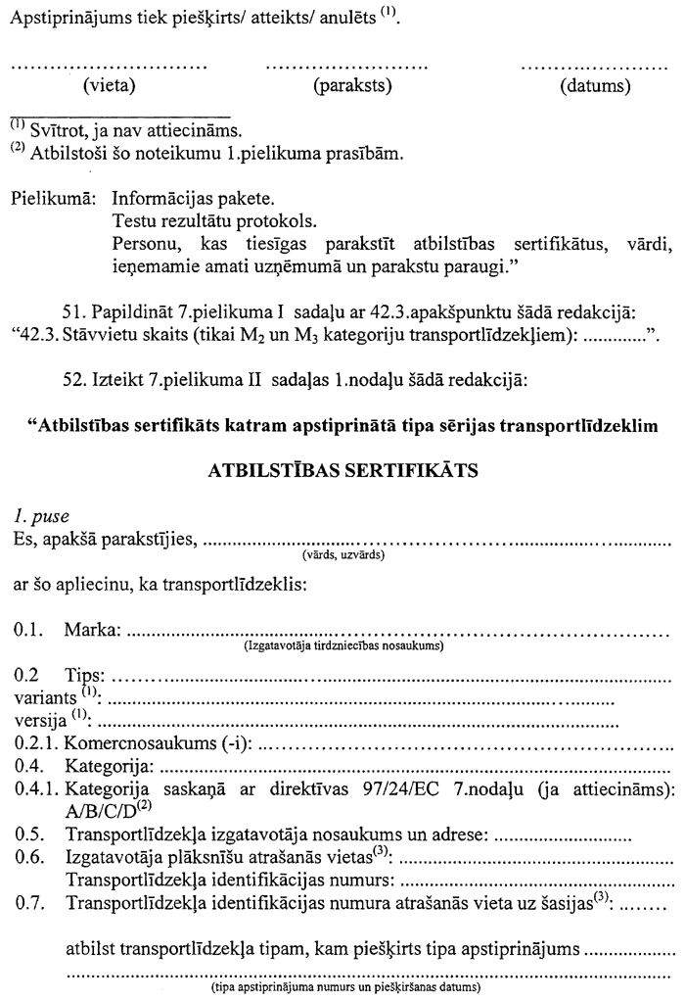 Apstiprinājums tiek piešķirts/ atteikts/ anulēts (1).
........................................ ................................. ..............................
(vieta) (paraksts) (datums)
(1) Svītrot, ja nav attiecināms.
(2) Atbilstoši šo noteikumu 1.pielikuma prasībām.
Pielikumā: Informācijas pakete.
Testu rezultātu protokols.
Personu, kas tiesīgas parakstīt atbilstības sertifikātus, vārdi,
ieņemamie amati uzņēmumā un parakstu paraugi.”
51. Papildināt 7.pielikuma I sadaļu ar 42.3.apakšpunktu šādā redakcijā:
“42.3. Stāvvietu skaits (tikai M2 un M3 kategoriju transportlīdzekļiem): .............”.
52. Izteikt 7.pielikuma II sadaļas 1.nodaļu šādā redakcijā:
“Atbilstības sertifikāts katram apstiprinātā tipa sērijas transportlīdzeklim
ATBILSTĪBAS SERTIFIKĀTS
1. puse
Es, apakšā parakstījies, ................................................................................
(vārds, uzvārds)
ar šo apliecinu, ka transportlīdzeklis:
0.1. Marka: ................................................................................
(Izgatavotāja tirdzniecības nosaukums)
0.2 Tips: ................................................................................
variants (1): ................................................................................
versija (1): ................................................................................
0.2.1. Komercnosaukums (-i): ................................................................
0.4. Kategorija: ................................................................................
0.4.1. Kategorija saskaņā ar direktīvas 97/24/EC 7.nodaļu (ja attiecināms):
A/B/C/D(2)
0.5. Transportlīdzekļa izgatavotāja nosaukums un adrese: ..........................
0.6. Izgatavotāja plāksnīšu atrašanās vietas(3): ................................................
Transportlīdzekļa identifikācijas numurs: ................................................
0.7. Transportlīdzekļa identifikācijas numura atrašanās vieta uz šasijas(3): ........
atbilst transportlīdzekļa tipam, kam piešķirts tipa apstiprinājums ..................
................................................................................
(tipa apstiprinājuma numurs un piešķiršanas datums)